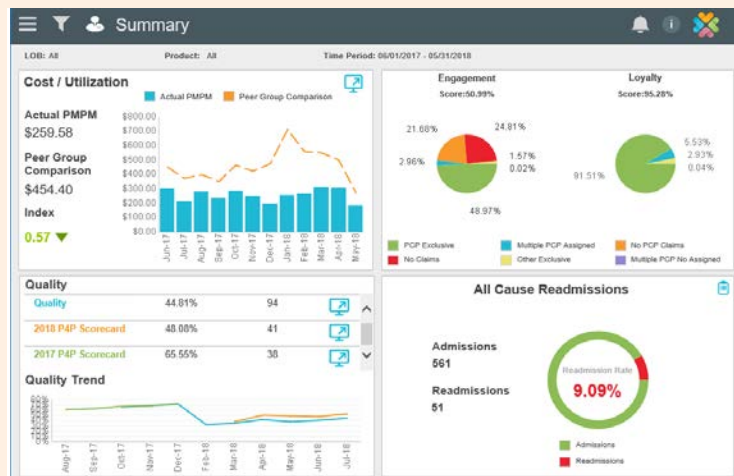 Summary
LOB: All Product: All Time Period: 06/01/2017 - 05/31/2018
Cost / Utilization
Actual PMPM Peer Group Comparison
Actual PMPM
$259.58
Peer Group
Comparison
$454.40
Index
0.57
$800.00
$700.00
$600.00
$500.00
$400.00
$300.00
$200.00
$100.00
$0.00
Jun-17 Jul-17 Aug-17 Sep-17 Oct-17 Nov-17 Dec-17 Jan-18 Feb-18 Mar-18 Apr-18 May-18
Engagement
Score:50.99%
21.68% 24.81%
2.96% 1.57%
0.02%
48.97%
Loyalty
Score:95.28%
5.53%
2.93%
0.04%
91.51%
PCP Exclusive Multiple PCP Assigned No PCP Claims
No Claims Other Exclusive Multiple PCP No Assigned
Quality
Quality 44.81% 94
2018 P4P Scorecard 48.08% 41
2017 P4P Scorecard 65.55% 38
Quality Trend
Aug-17 Sep-17 Oct-17 Nov-17 Dec-17 Feb-18 Mar-18 Apr-18 May-18 Jun-18 Jul-18
All Cause Readmissions
Admissions
561
Readmissions
51
Readmission Rate
9.09%
Admissions
Readmissions